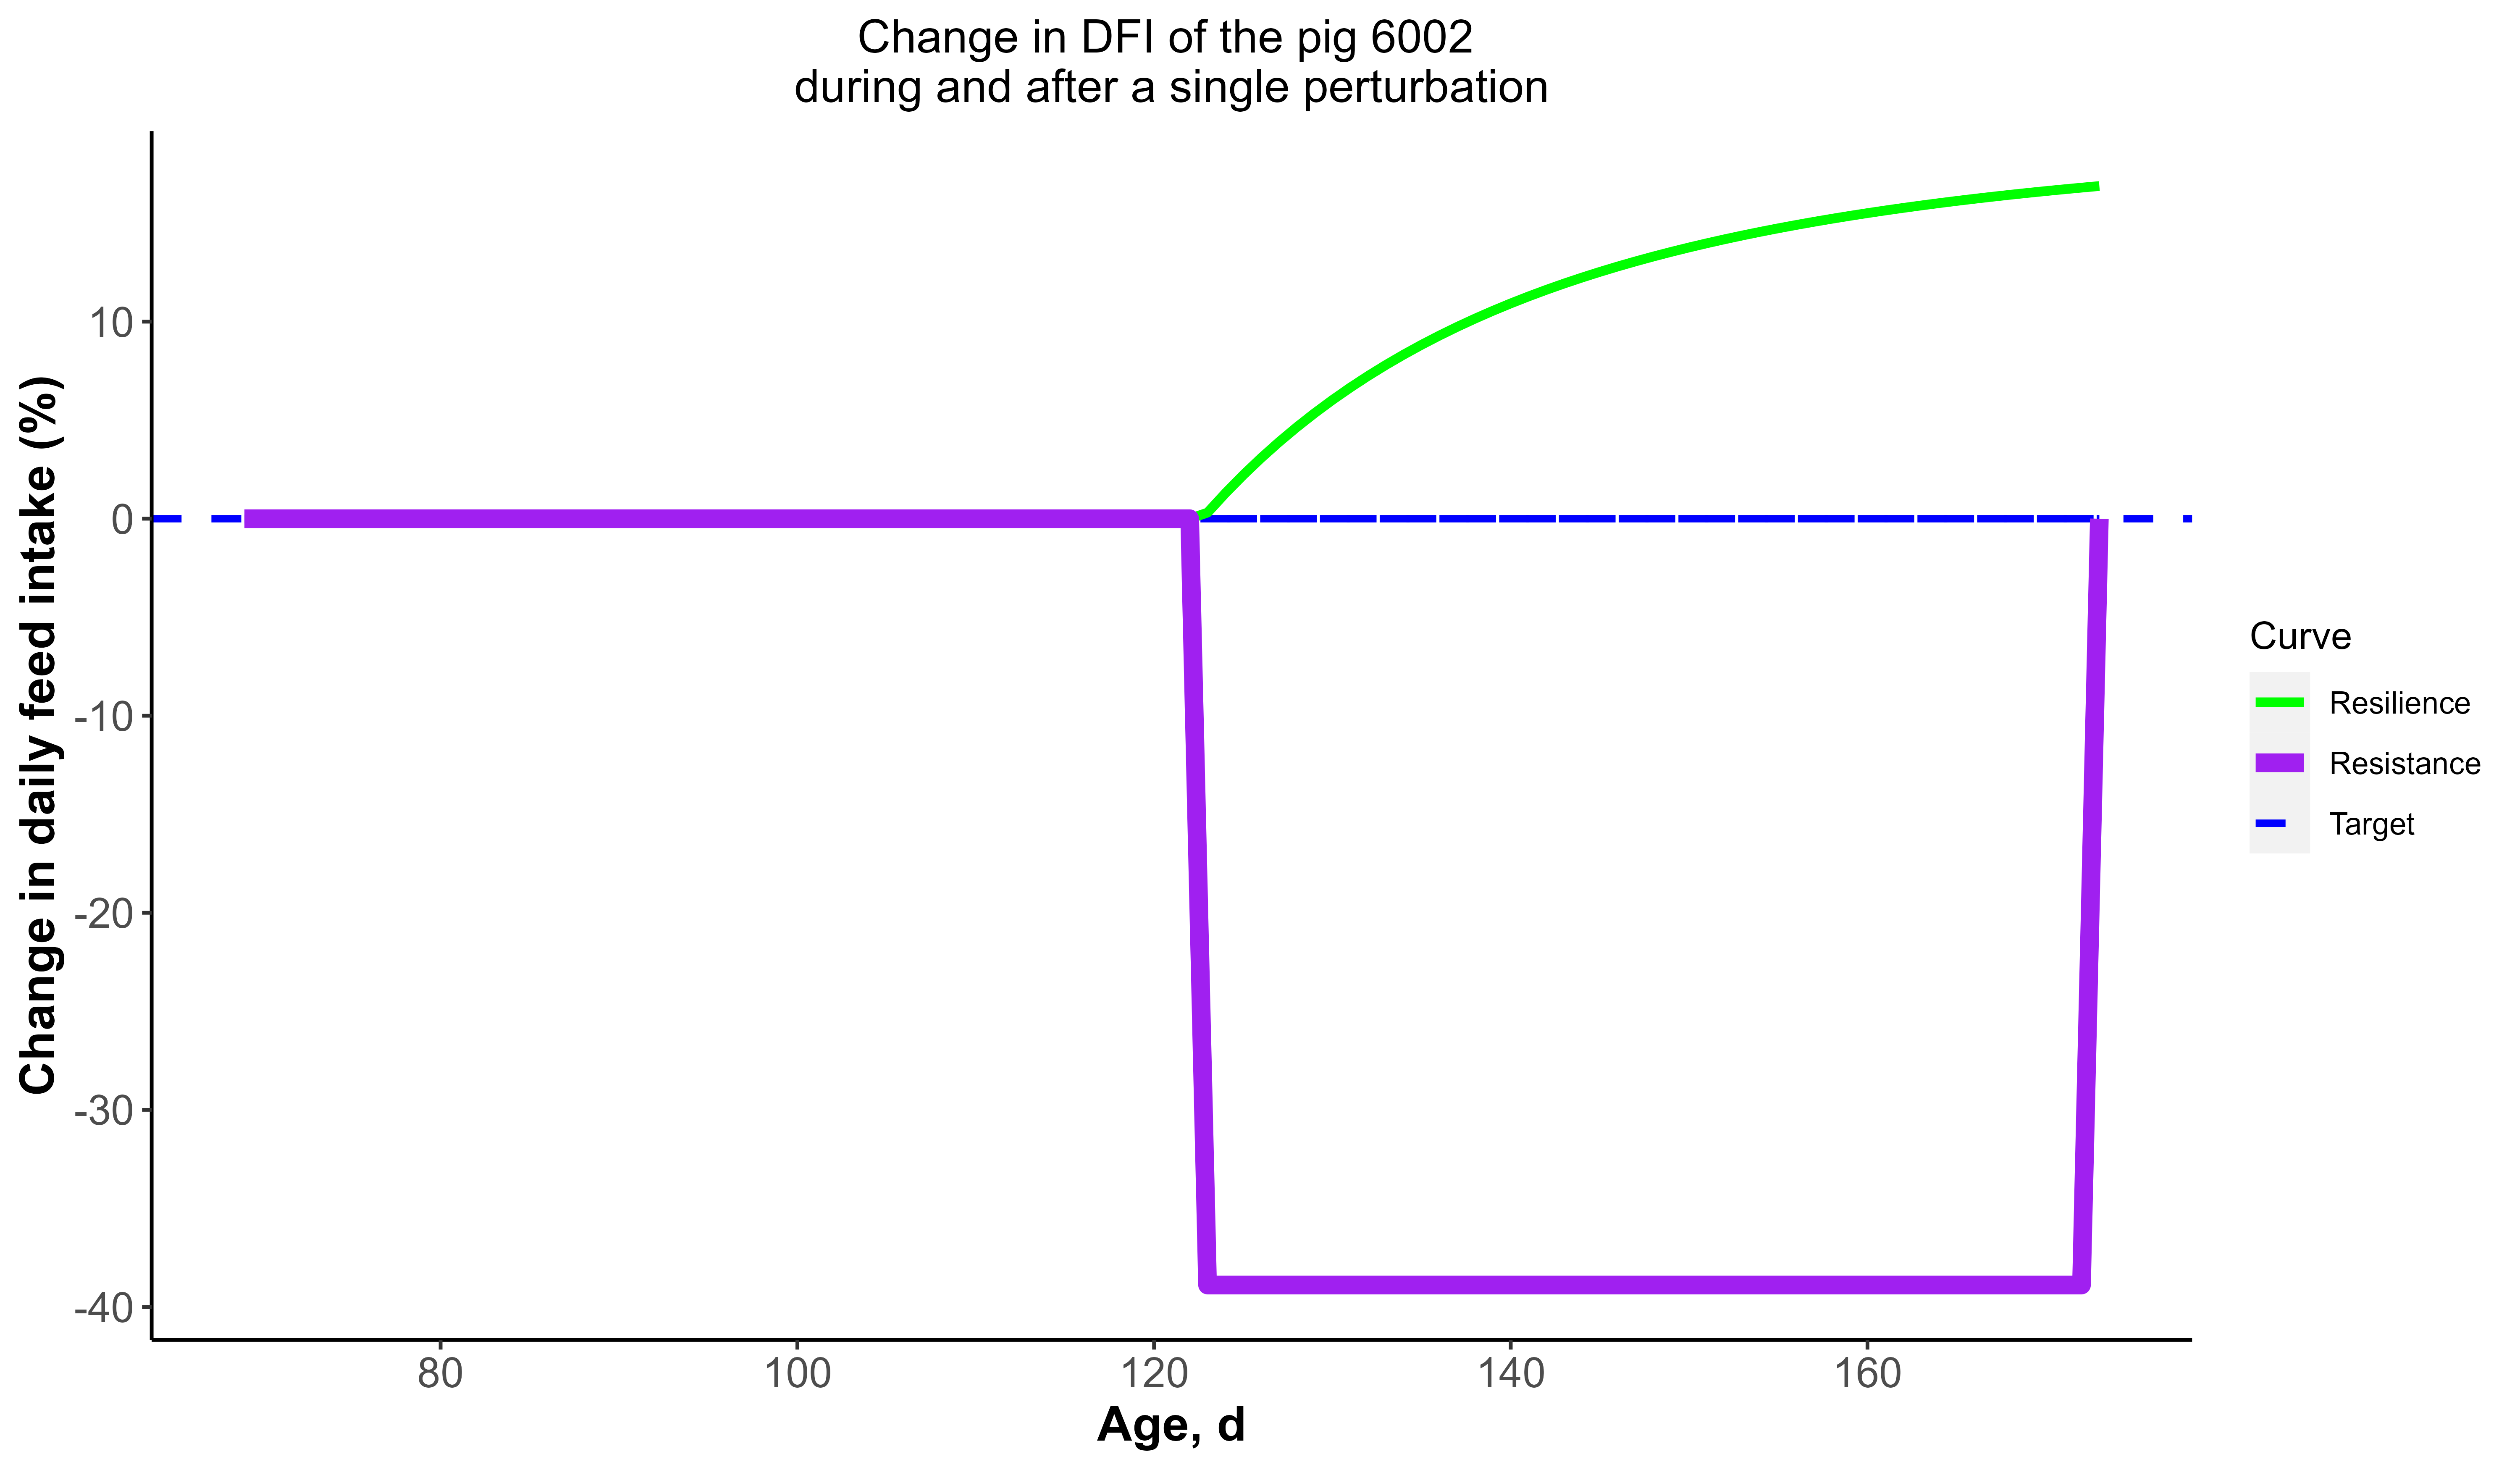 Change in DFI of the pig 6002
during and after a single perturbation
Change in daily feed intake (%)
10
0
-10
-20
-30
-40
80
100
120
140
160
Age, d
Curve
Resilience
Resistance
Target